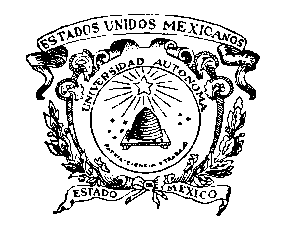 ESTADOS UNIDOS MEXICANOS
UNIVERSIDAD AUTONOMA
PATRIA CIENCIA Y TRABAJO
ESTADO MEXICO